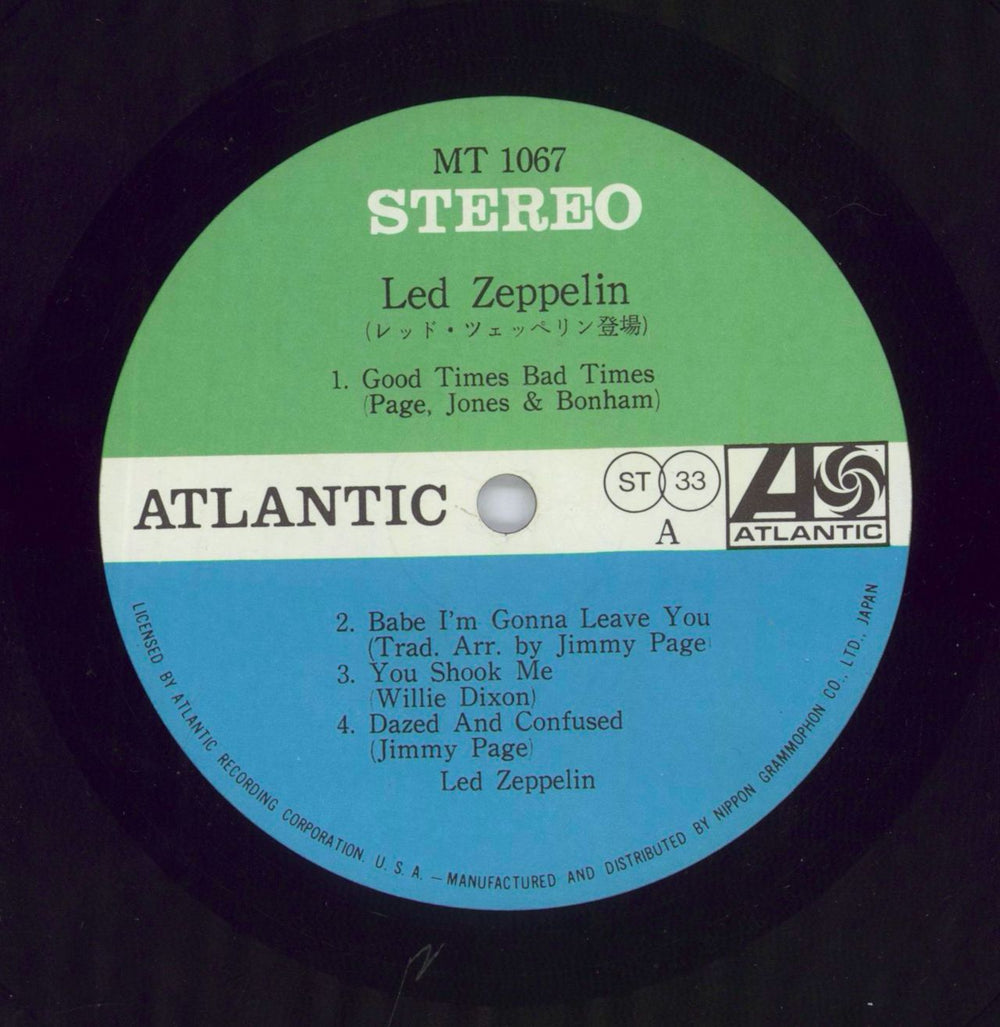 MT 1067
STEREO
Led Zeppelin
(レッド・ツェッペリン登場)
1. Good Times Bad Times
(Page, Jones & Bonham)
ATLANTIC
ST 33
A
ATLANTIC
2. Babe I'm Gonna Leave You
(Trad. Arr. by Jimmy Page)
3. You Shook Me
(Willie Dixon)
4. Dazed And Confused
(Jimmy Page)
Led Zeppelin
LICENSED BY ATLANTIC RECORDING CORPORATION. U. S. A. — MANUFACTURED AND DISTRIBUTED BY NIPPON GRAMMOPHON CO., LTD., JAPAN